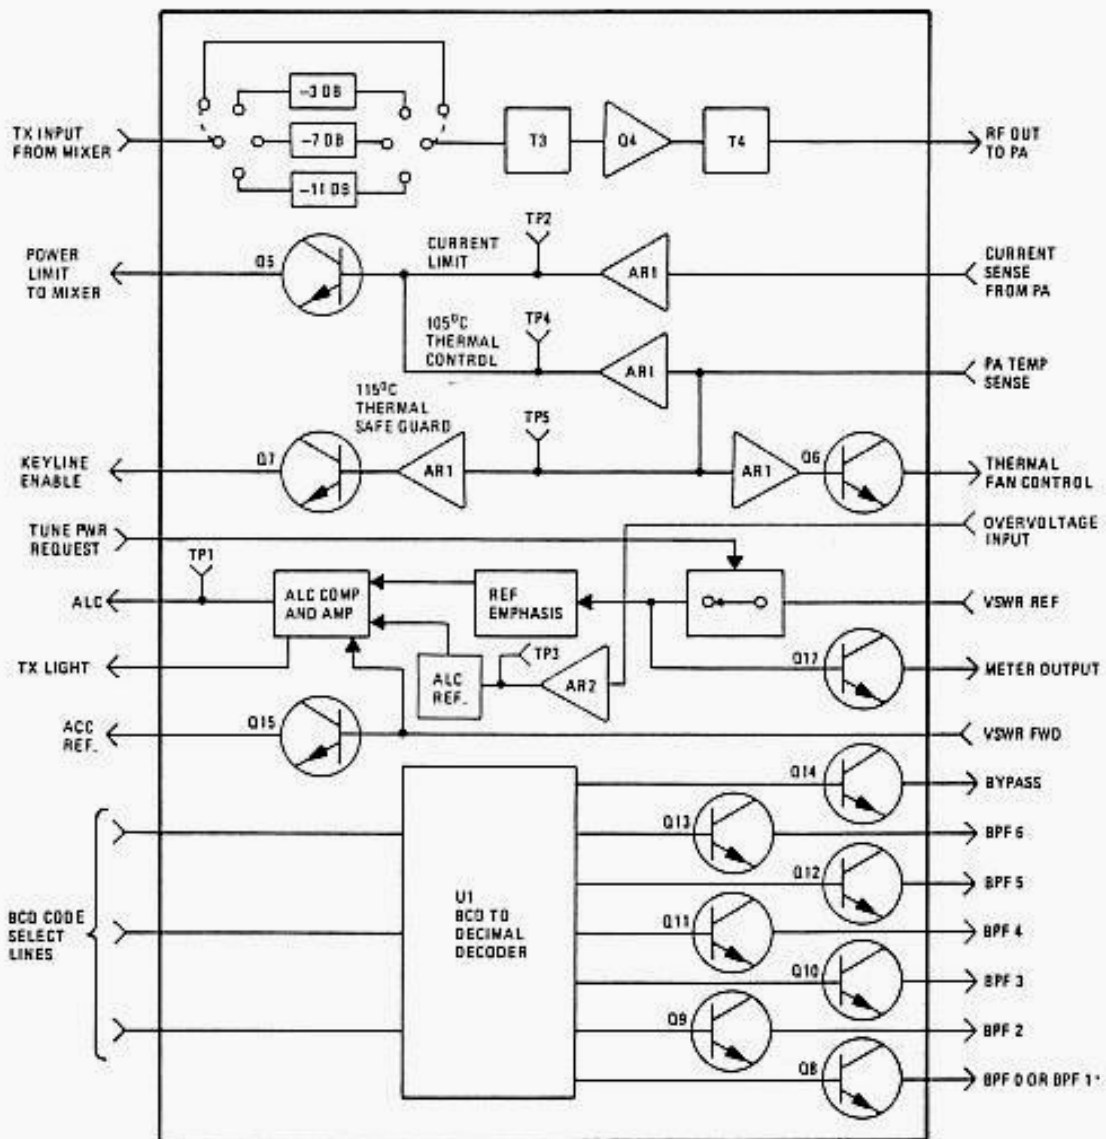 -3 DB
TX INPUT
FROM MIXER
-7 DB
T3
Q4
T4
RF OUT
TO PA
-11 DB
POWER
LIMIT
TO MIXER
Q5
CURRENT
LIMIT
TP2
AR1
CURRENT
SENSE
FROM PA
105°C
THERMAL
CONTROL
TP4
AR1
PA TEMP
SENSE
115°C
THERMAL
SAFE GUARD
KEYLINE
ENABLE
Q7
AR1
TP5
AR1
Q6
THERMAL
FAN CONTROL
TUNE PWR
REQUEST
OVERVOLTAGE
INPUT
TP1
ALC
ALC COMP
AND AMP
REF
EMPHASIS
VSWR REF
TX LIGHT
ALC
REF.
TP3
AR2
Q17
METER OUTPUT
ACC
REF.
Q15
VSWR FWD
Q14
BYPASS
Q13
BPF 6
Q12
BPF 5
BCD CODE
SELECT
LINES
U1
BCD TO
DECIMAL
DECODER
Q11
BPF 4
Q10
BPF 3
Q9
BPF 2
Q8
BPF 0 OR BPF 1*